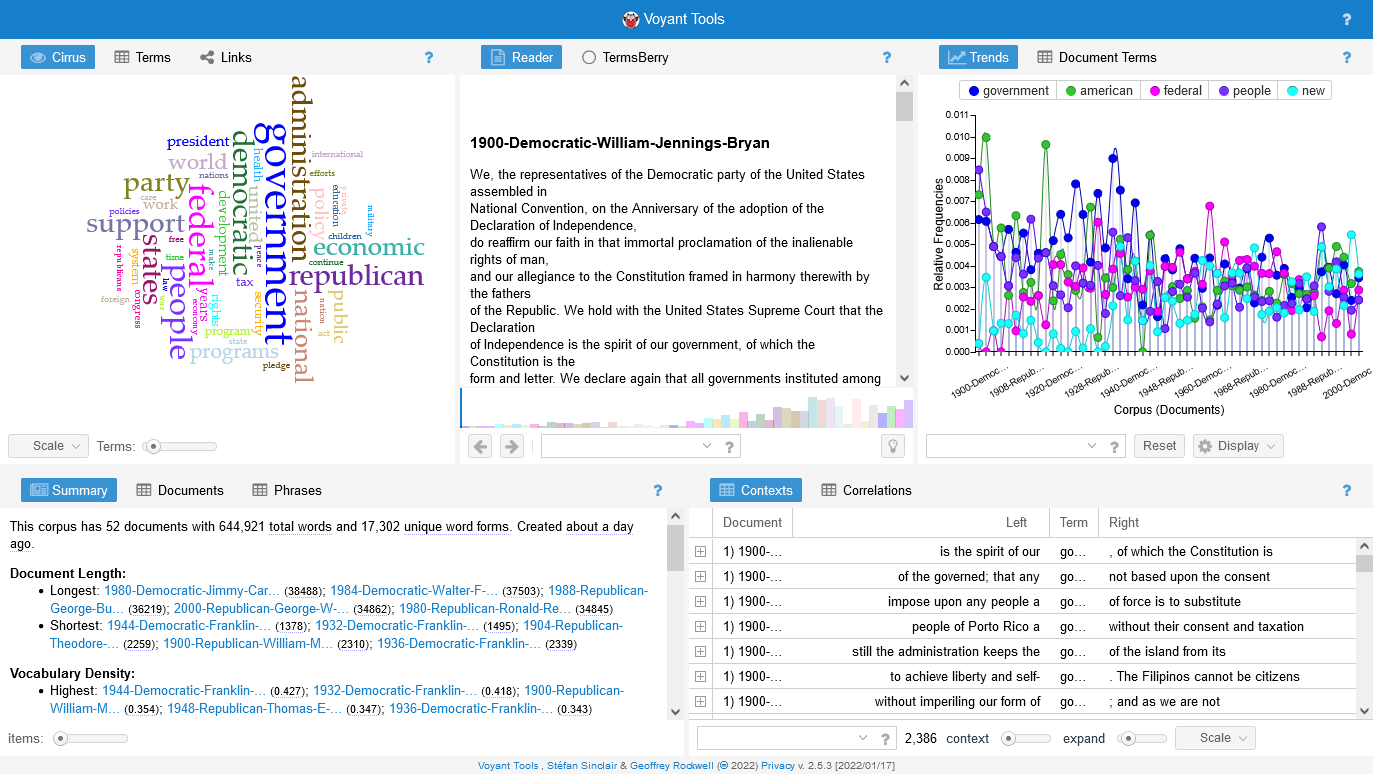 Voyant Tools
?
Cirrus Terms Links ?
government
administration
democratic
federal
republican
people
states
national
economic
support
party
programs
world
president
united
policy
public
development
security
work
tax
years
rights
health
system
program
congress
economy
education
international
efforts
nations
care
policies
free
republicans
time
make
foreign
law
war
peace
children
continue
military
nation
act
state
pledge
Scale Terms:
Reader TermsBerry ?
1900-Democratic-William-Jennings-Bryan
We, the representatives of the Democratic party of the United States
assembled in
National Convention, on the Anniversary of the adoption of the
Declaration of Independence,
do reaffirm our faith in that immortal proclamation of the inalienable
rights of man,
and our allegiance to the Constitution framed in harmony therewith by
the fathers
of the Republic. We hold with the United States Supreme Court that the
Declaration
of Independence is the spirit of our government, of which the
Constitution is the
form and letter. We declare again that all governments instituted among
?
Trends Document Terms ?
government american federal people new
0.011
0.010
0.009
0.008
0.007
0.006
0.005
0.004
0.003
0.002
0.001
0.000
Relative Frequencies
1900-Democ…
1908-Repub…
1920-Democ…
1928-Repub…
1940-Democ…
1948-Repub…
1960-Democ…
1968-Repub…
1980-Democ…
1988-Repub…
2000-Democ
Corpus (Documents)
? Reset Display
Summary Documents Phrases ?
This corpus has 52 documents with 644,921 total words and 17,302 unique word forms. Created about a day
ago.
Document Length:
• Longest: 1980-Democratic-Jimmy-Car… (38488); 1984-Democratic-Walter-F-… (37503); 1988-Republican-
George-Bu… (36219); 2000-Republican-George-W-… (34862); 1980-Republican-Ronald-Re… (34845)
• Shortest: 1944-Democratic-Franklin-… (1378); 1932-Democratic-Franklin-… (1495); 1904-Republican-
Theodore-… (2259); 1900-Republican-William-M… (2310); 1936-Democratic-Franklin-… (2339)
Vocabulary Density:
• Highest: 1944-Democratic-Franklin-… (0.427); 1932-Democratic-Franklin-… (0.418); 1900-Republican-
William-M… (0.354); 1948-Republican-Thomas-E-… (0.347); 1936-Democratic-Franklin-… (0.343)
items:
Contexts Correlations ?
Document Left Term Right
1) 1900-… is the spirit of our go… , of which the Constitution is
1) 1900-… of the governed; that any go… not based upon the consent
1) 1900-… impose upon any people a go… of force is to substitute
1) 1900-… people of Porto Rico a go… without their consent and taxation
1) 1900-… still the administration keeps the go… of the island from its
1) 1900-… to achieve liberty and self- go… . The Filipinos cannot be citizens
1) 1900-… without imperiling our form of go… ; and as we are not
? 2,386 context expand Scale
Voyant Tools , Stéfan Sinclair & Geoffrey Rockwell (© 2022) Privacy v. 2.5.3 [2022/01/17]